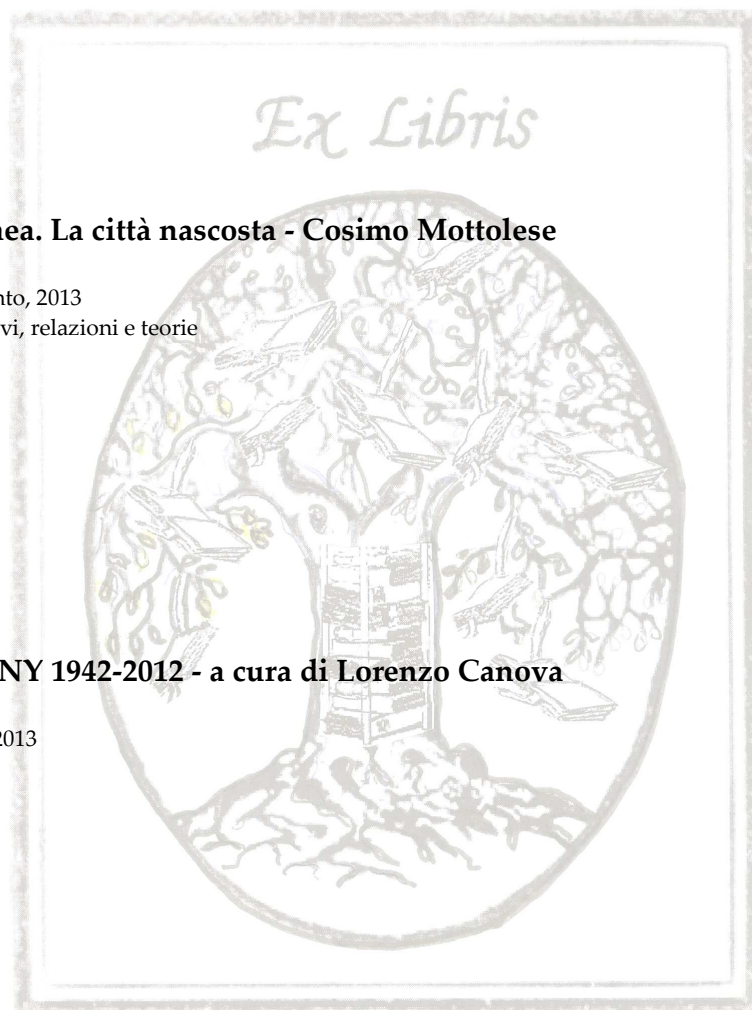 Ex Libris
nea. La città nascosta - Cosimo Mottolese
nto, 2013
vi, relazioni e teorie
NY 1942-2012 - a cura di Lorenzo Canova
2013